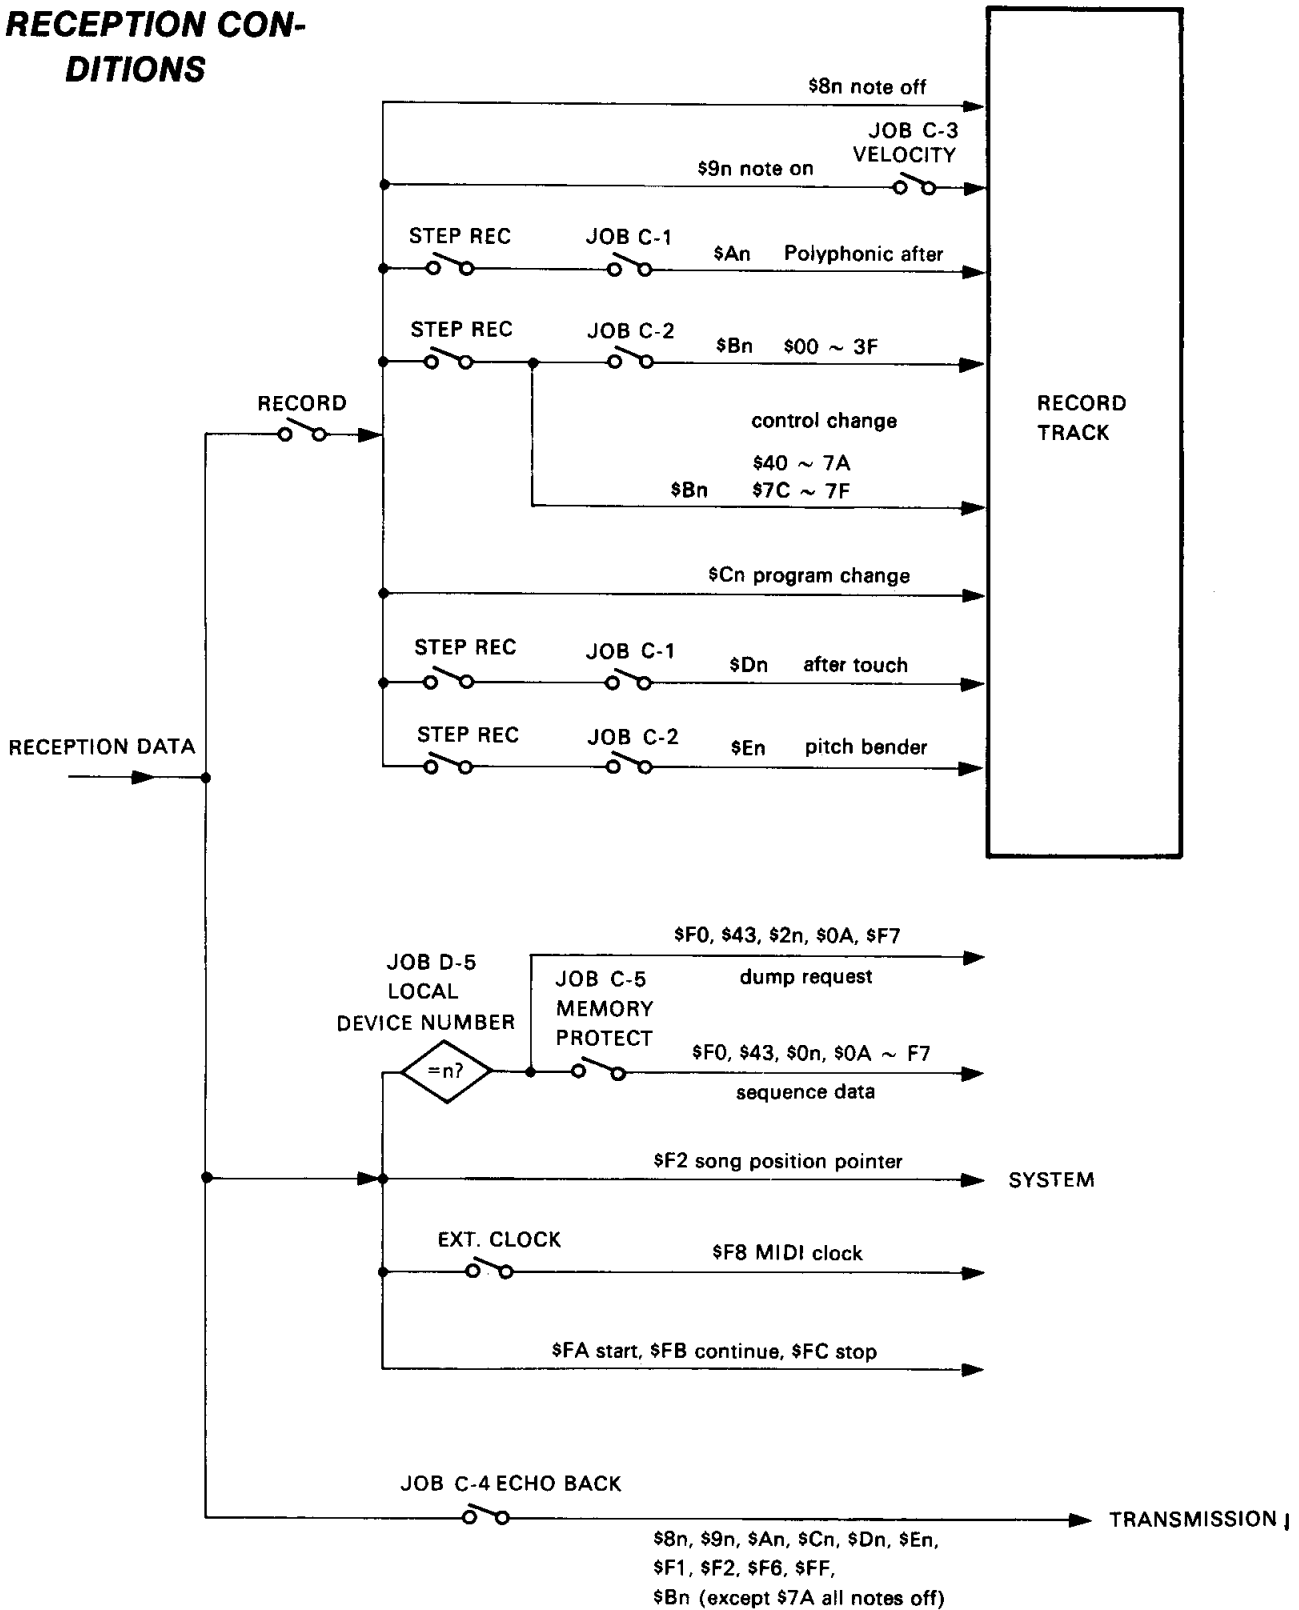 RECEPTION CON-
DITIONS
$8n note off
JOB C-3
VELOCITY
$9n note on
STEP REC
JOB C-1
$An Polyphonic after
STEP REC
JOB C-2
$Bn $00 ~ 3F
RECORD
control change
$40 ~ 7A
$Bn $7C ~ 7F
RECORD
TRACK
$Cn program change
STEP REC
JOB C-1
$Dn after touch
STEP REC
JOB C-2
$En pitch bender
RECEPTION DATA
$F0, $43, $2n, $0A, $F7
dump request
JOB D-5
LOCAL
DEVICE NUMBER
=n?
JOB C-5
MEMORY
PROTECT
$F0, $43, $0n, $0A ~ F7
sequence data
$F2 song position pointer
SYSTEM
EXT. CLOCK
$F8 MIDI clock
$FA start, $FB continue, $FC stop
JOB C-4 ECHO BACK
TRANSMISSION
$8n, $9n, $An, $Cn, $Dn, $En,
$F1, $F2, $F6, $FF,
$Bn (except $7A all notes off)